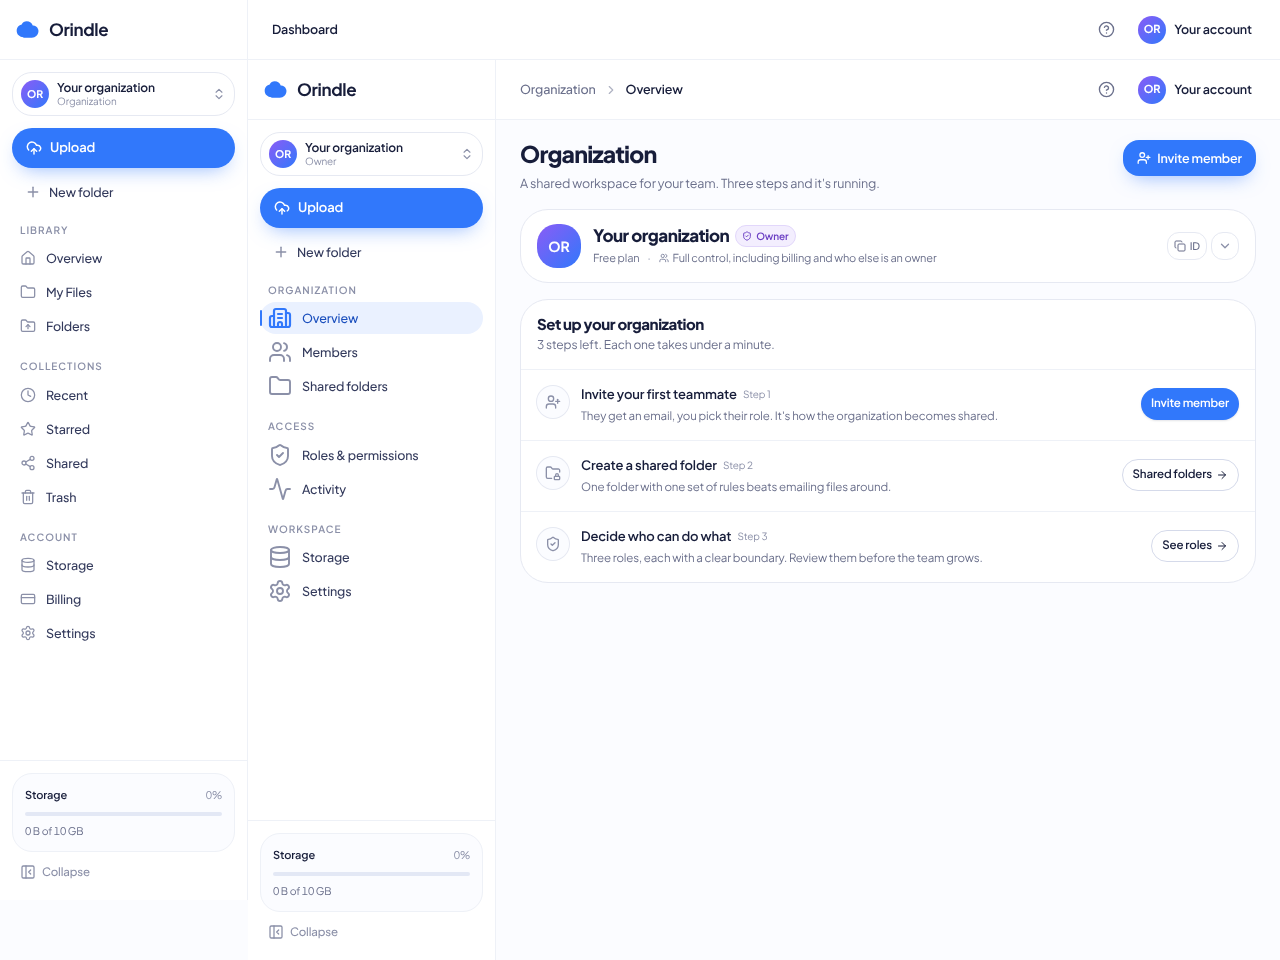 Orindle
Dashboard
OR
Your account
OR
Your organization
Organization
Upload
New folder
LIBRARY
Overview
My Files
Folders
COLLECTIONS
Recent
Starred
Shared
Trash
ACCOUNT
Storage
Billing
Settings
Storage
0%
0 B of 10 GB
Collapse
Orindle
OR
Your organization
Owner
Upload
New folder
ORGANIZATION
Overview
Members
Shared folders
ACCESS
Roles & permissions
Activity
WORKSPACE
Storage
Settings
Storage
0%
0 B of 10 GB
Collapse
Organization > Overview
OR
Your account
Organization
A shared workspace for your team. Three steps and it's running.
Invite member
OR
Your organization
Owner
Free plan · Full control, including billing and who else is an owner
ID
Set up your organization
3 steps left. Each one takes under a minute.
Invite your first teammate Step 1
They get an email, you pick their role. It's how the organization becomes shared.
Invite member
Create a shared folder Step 2
One folder with one set of rules beats emailing files around.
Shared folders →
Decide who can do what Step 3
Three roles, each with a clear boundary. Review them before the team grows.
See roles →